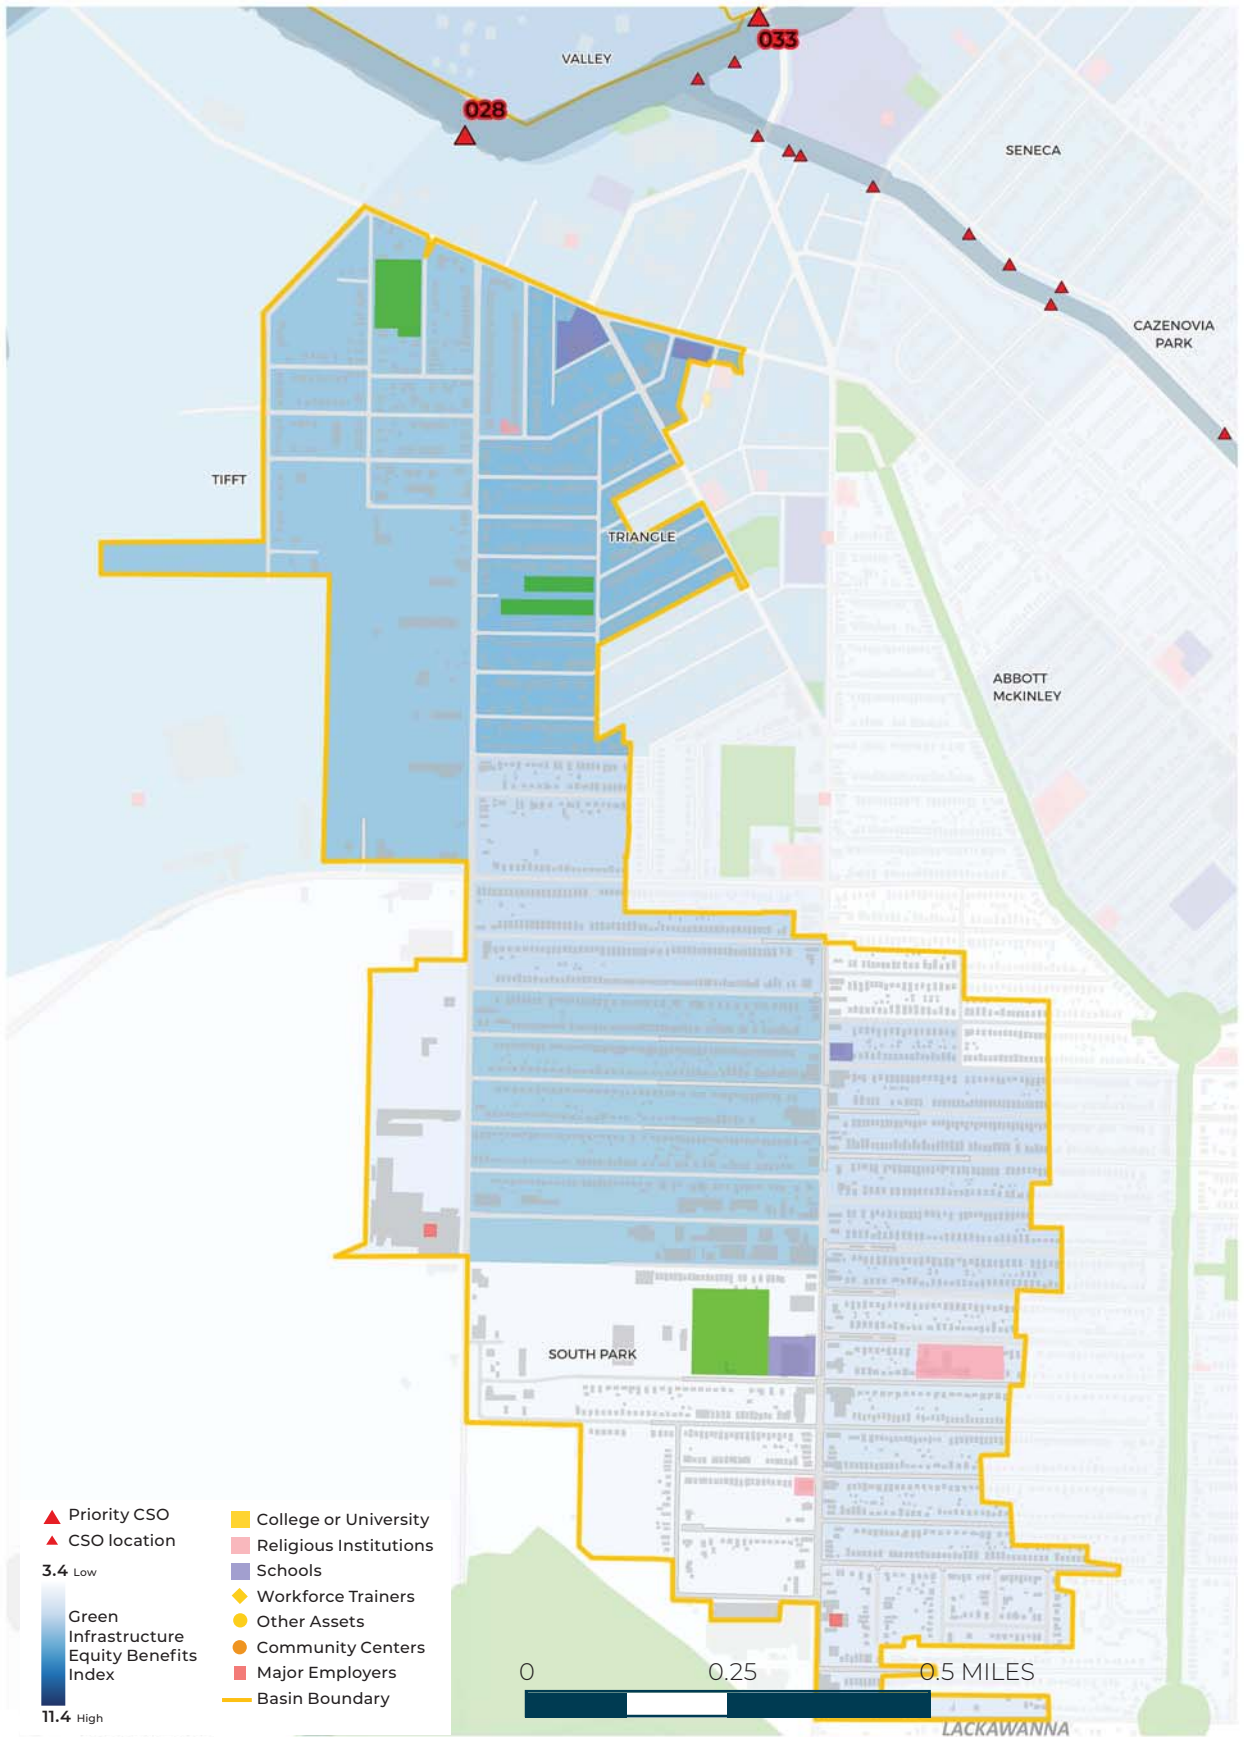 033
VALLEY
028
SENECA
CAZENOVIA
PARK
TIFFT
TRIANGLE
ABBOTT
McKINLEY
SOUTH PARK
Priority CSO
CSO location
3.4 Low
Green
Infrastructure
Equity Benefits
Index
11.4 High
College or University
Religious Institutions
Schools
Workforce Trainers
Other Assets
Community Centers
Major Employers
Basin Boundary
0 0.25 0.5 MILES
LACKAWANNA